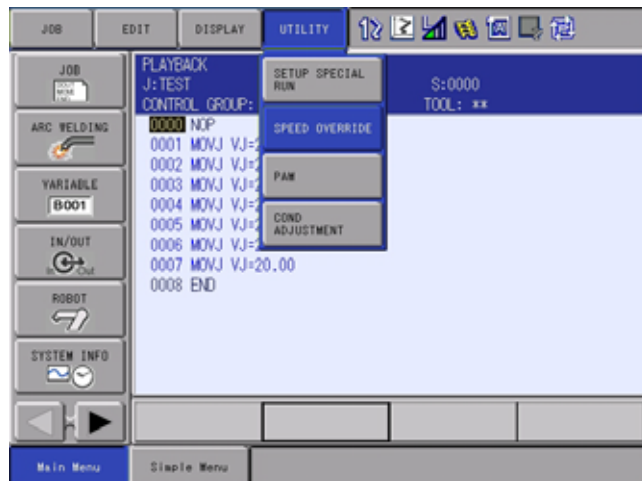 JOB
EDIT
DISPLAY
UTILITY
JOB
ARC WELDING
VARIABLE
B001
IN/OUT
In Out
ROBOT
SYSTEM INFO
PLAYBACK
J:TEST S:0000
CONTROL GROUP: TOOL: **
SETUP SPECIAL
RUN
SPEED OVERRIDE
PAM
COND
ADJUSTMENT
0000 NOP
0001 MOVJ VJ=2
0002 MOVJ VJ=2
0003 MOVJ VJ=2
0004 MOVJ VJ=2
0005 MOVJ VJ=2
0006 MOVJ VJ=2
0007 MOVJ VJ=20.00
0008 END
Main Menu
Simple Menu